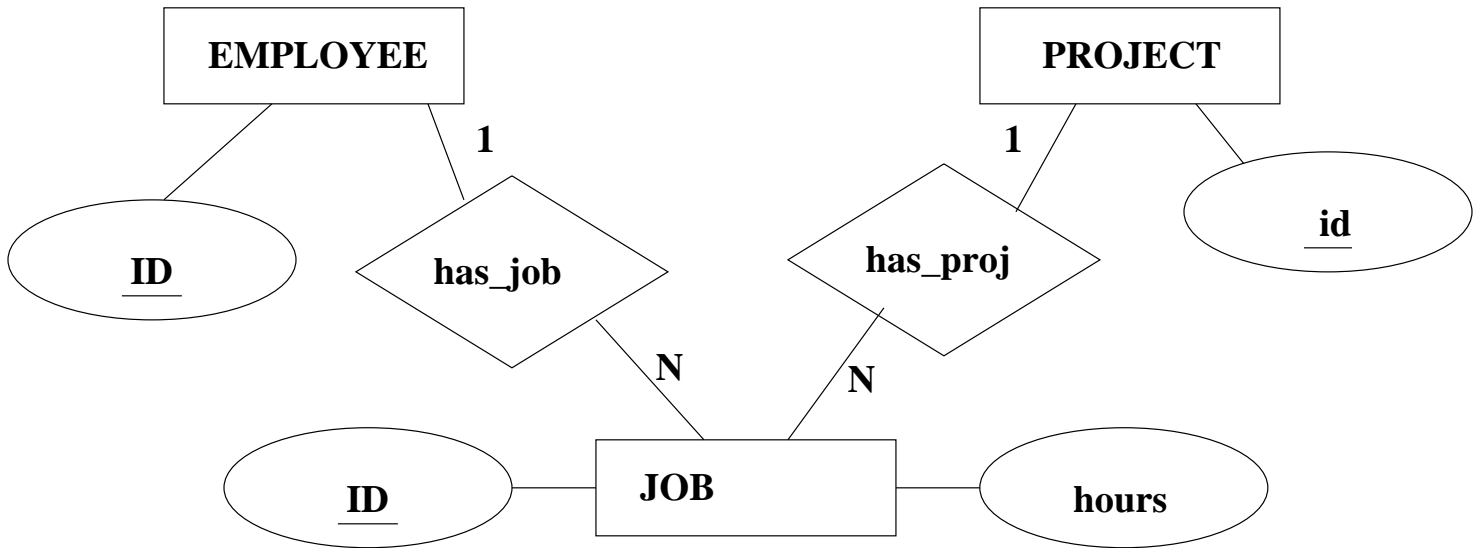 EMPLOYEE
PROJECT
1
1
ID
has_job
has_proj
id
N
N
ID
JOB
hours